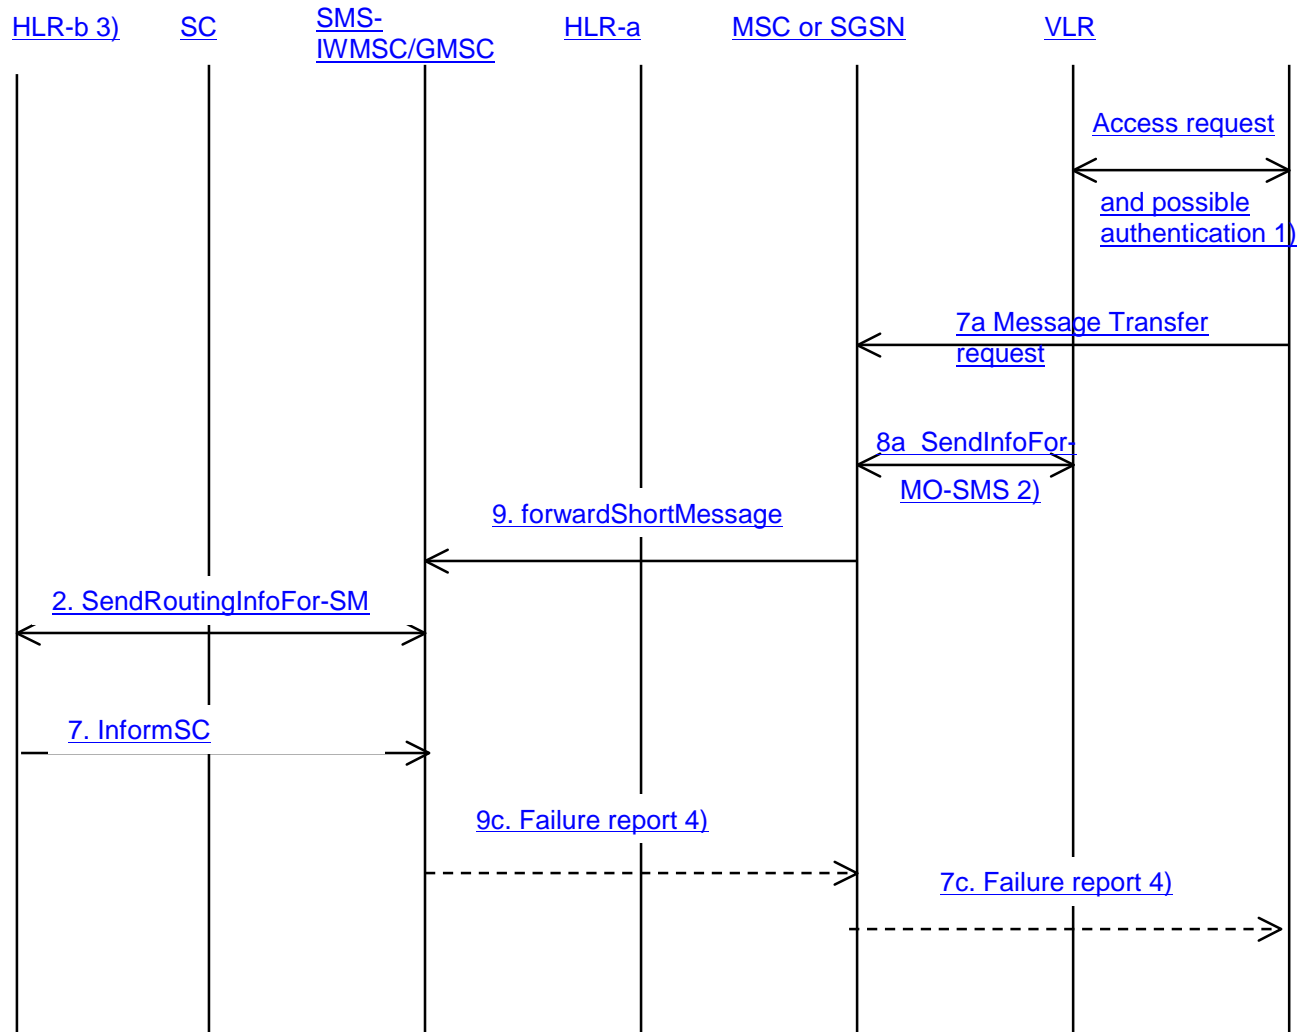 HLR-b 3)
SC
SMS-
IWMSC/GMSC
HLR-a
MSC or SGSN
VLR
Access request
and possible
authentication 1)
7a Message Transfer
request
8a  SendInfoFor-
MO-SMS 2)
9. forwardShortMessage
2. SendRoutingInfoFor-SM
7. InformSC
9c. Failure report 4)
7c. Failure report 4)